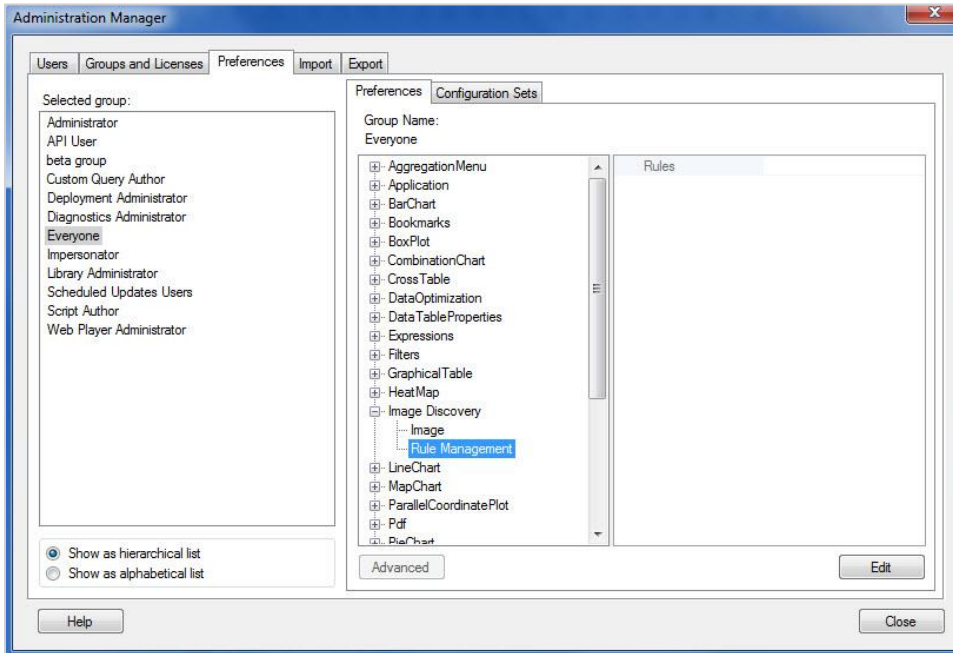 Administration Manager
Users Groups and Licenses Preferences Import Export
Selected group:
Administrator
API User
beta group
Custom Query Author
Deployment Administrator
Diagnostics Administrator
Everyone
Impersonator
Library Administrator
Scheduled Updates Users
Script Author
Web Player Administrator
Show as hierarchical list
Show as alphabetical list
Preferences Configuration Sets
Group Name:
Everyone
AggregationMenu
Application
BarChart
Bookmarks
BoxPlot
CombinationChart
CrossTable
DataOptimization
DataTableProperties
Expressions
Filters
GraphicalTable
HeatMap
Image Discovery
Image
Rule Management
LineChart
MapChart
ParallelCoordinatePlot
Pdf
PieChart
Rules
Advanced Edit
Help Close